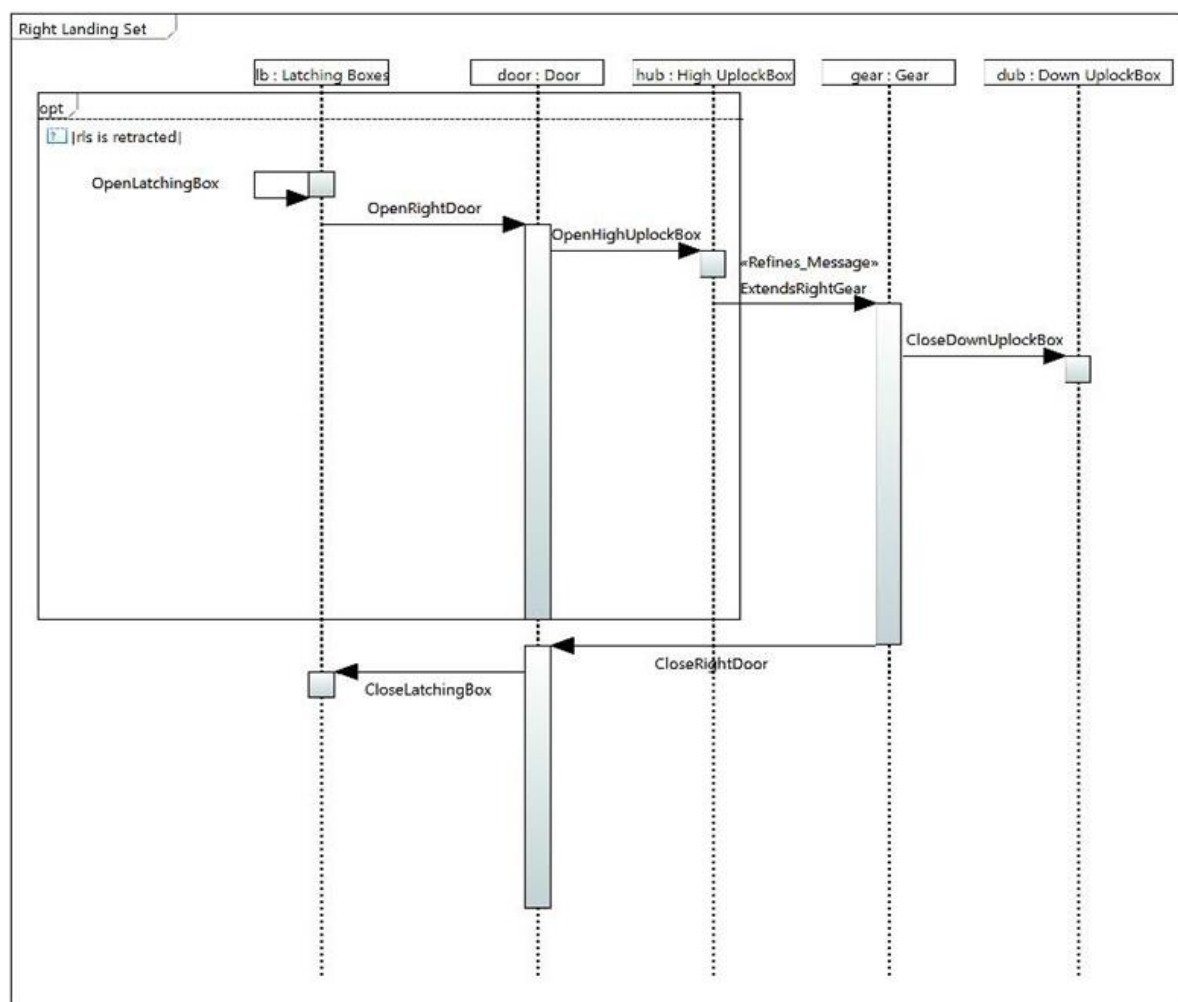 Right Landing Set
lb : Latching Boxes
door : Door
hub : High UplockBox
gear : Gear
dub : Down UplockBox
opt
? |rls is retracted|
OpenLatchingBox
OpenRightDoor
OpenHighUplockBox
«Refines_Message»
ExtendsRightGear
CloseDownUplockBox
CloseRightDoor
CloseLatchingBox